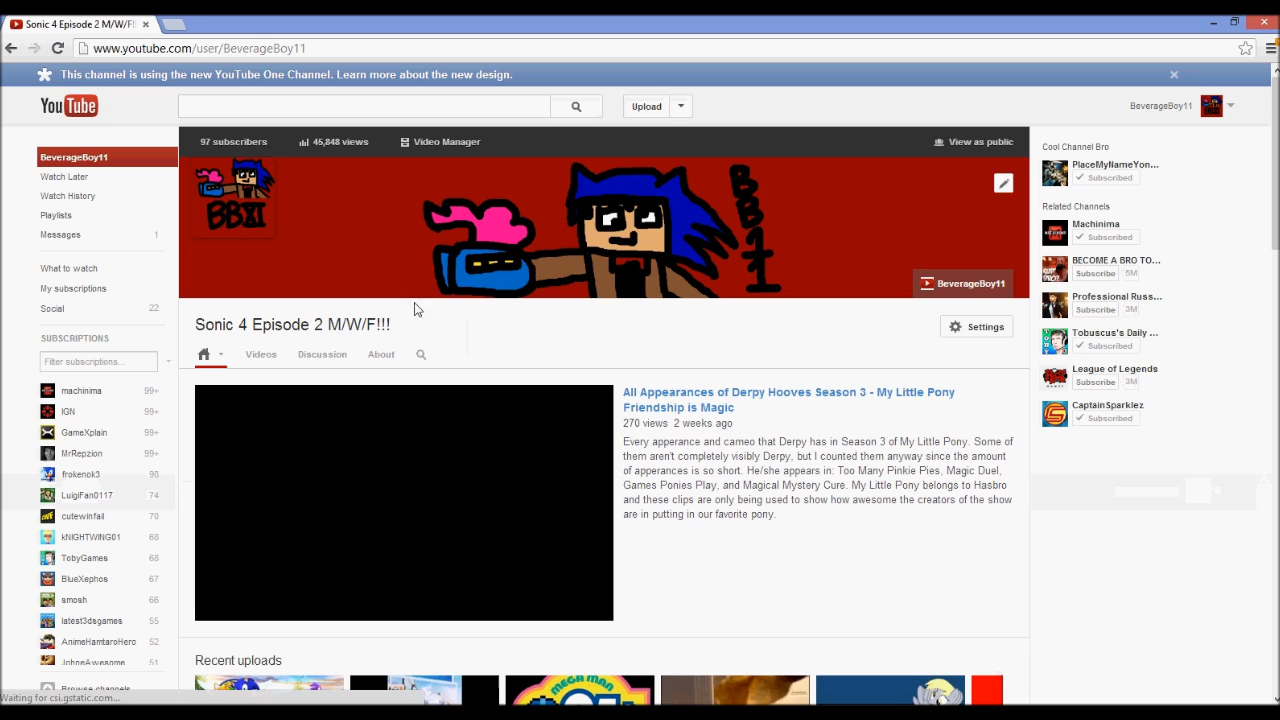 Sonic 4 Episode 2 M/W/F!!
www.youtube.com/user/BeverageBoy11
This channel is using the new YouTube One Channel. Learn more about the new design.
YouTube
Upload
BeverageBoy11
97 subscribers
45,848 views
Video Manager
View as public
BBXI
BB11
BeverageBoy11
BeverageBoy11
Watch Later
Watch History
Playlists
Messages 1
What to watch
My subscriptions
Social 22
SUBSCRIPTIONS
Filter subscriptions...
machinima 99+
IGN 99+
GameXplain 99+
MrRepzion 99+
frokenok3 98
LuigiFan0117 74
cutewinfail 70
kNIGHTWING01 68
TobyGames 68
BlueXephos 67
smosh 66
latest3dsgames 55
AnimeHamtaroHero 52
JohneAwesome 51
Browse channels
Waiting for csi.gstatic.com...
Sonic 4 Episode 2 M/W/F!!!
Settings
Videos
Discussion
About
All Appearances of Derpy Hooves Season 3 - My Little Pony
Friendship is Magic
270 views 2 weeks ago
Every apperance and cameo that Derpy has in Season 3 of My Little Pony. Some of
them aren't completely visibly Derpy, but I counted them anyway since the amount
of apperances is so short. He/she appears in: Too Many Pinkie Pies, Magic Duel,
Games Ponies Play, and Magical Mystery Cure. My Little Pony belongs to Hasbro
and these clips are only being used to show how awesome the creators of the show
are in putting in our favorite pony.
Recent uploads
MEGA MAN
Cool Channel Bro
PlaceMyNameYon...
Subscribed
Related Channels
Machinima
Subscribed
BECOME A BRO TO...
Subscribe 5M
Professional Russ...
Subscribe 3M
Tobuscus's Daily ...
Subscribed
League of Legends
Subscribe 3M
CaptainSparklez
Subscribed